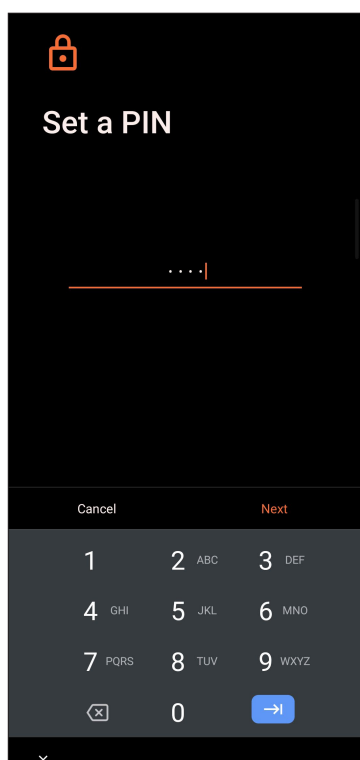 Set a PIN
····
Cancel Next
1 2 ABC 3 DEF
4 GHI 5 JKL 6 MNO
7 PQRS 8 TUV 9 WXYZ
0